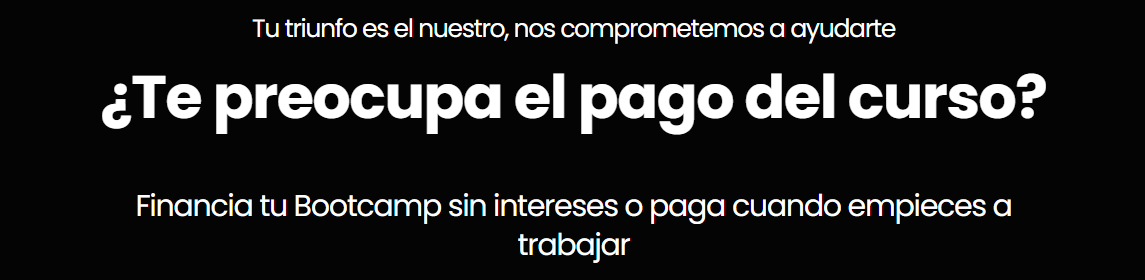 Tu triunfo es el nuestro, nos comprometemos a ayudarte
¿Te preocupa el pago del curso?
Financia tu Bootcamp sin intereses o paga cuando empieces a
trabajar